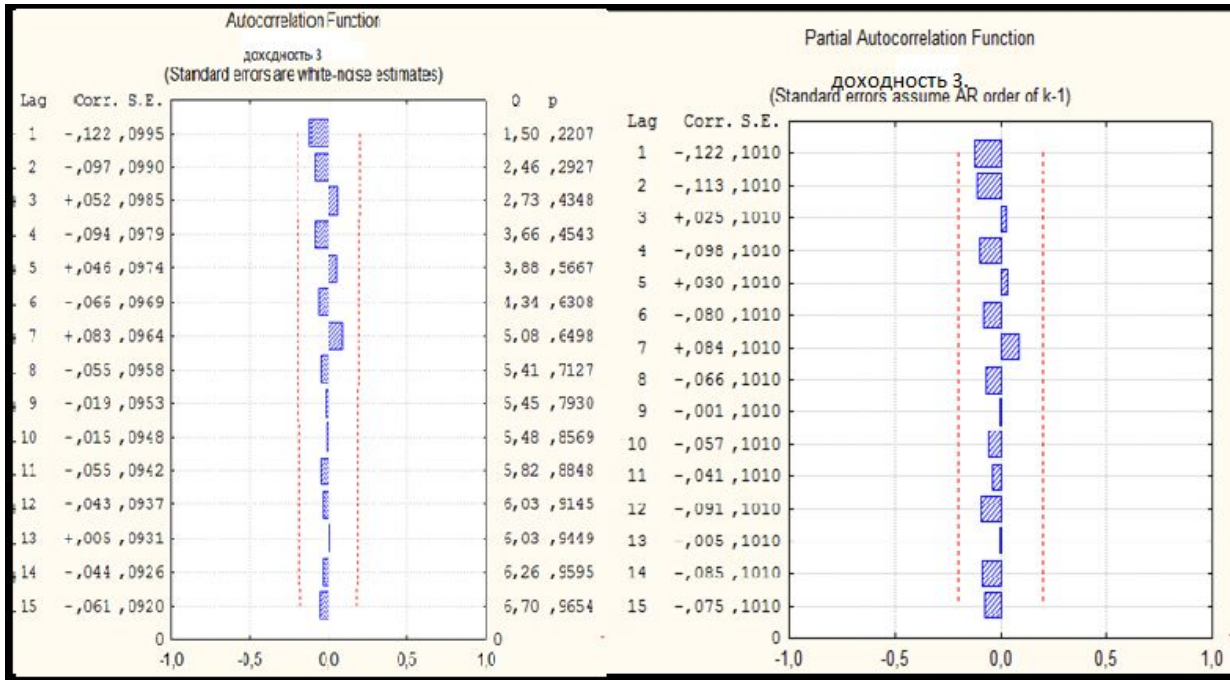 Autocorrelation Function
доходность 3
(Standard errors are white-noise estimates)
Lag Corr. S.E. Q p
1 -,122 ,0995 1,50 ,2207
2 -,097 ,0990 2,46 ,2927
3 +,052 ,0985 2,73 ,4348
4 -,094 ,0979 3,66 ,4543
5 +,046 ,0974 3,88 ,5667
6 -,066 ,0969 4,34 ,6308
7 +,083 ,0964 5,08 ,6498
8 -,055 ,0958 5,41 ,7127
9 -,019 ,0953 5,45 ,7930
10 -,015 ,0948 5,48 ,8569
11 -,055 ,0942 5,82 ,8848
12 -,043 ,0937 6,03 ,9145
13 +,005 ,0931 6,03 ,9449
14 -,044 ,0926 6,26 ,9595
15 -,061 ,0920 6,70 ,9654
0 0
-1,0 -0,5 0,0 0,5 1,0
Partial Autocorrelation Function
доходность 3.
(Standard errors assume AR order of k-1)
Lag Corr. S.E.
1 -,122 ,1010
2 -,113 ,1010
3 +,025 ,1010
4 -,098 ,1010
5 +,030 ,1010
6 -,080 ,1010
7 +,084 ,1010
8 -,066 ,1010
9 -,001 ,1010
10 -,057 ,1010
11 -,041 ,1010
12 -,091 ,1010
13 -,005 ,1010
14 -,085 ,1010
15 -,075 ,1010
0
-1,0 -0,5 0,0 0,5 1,0